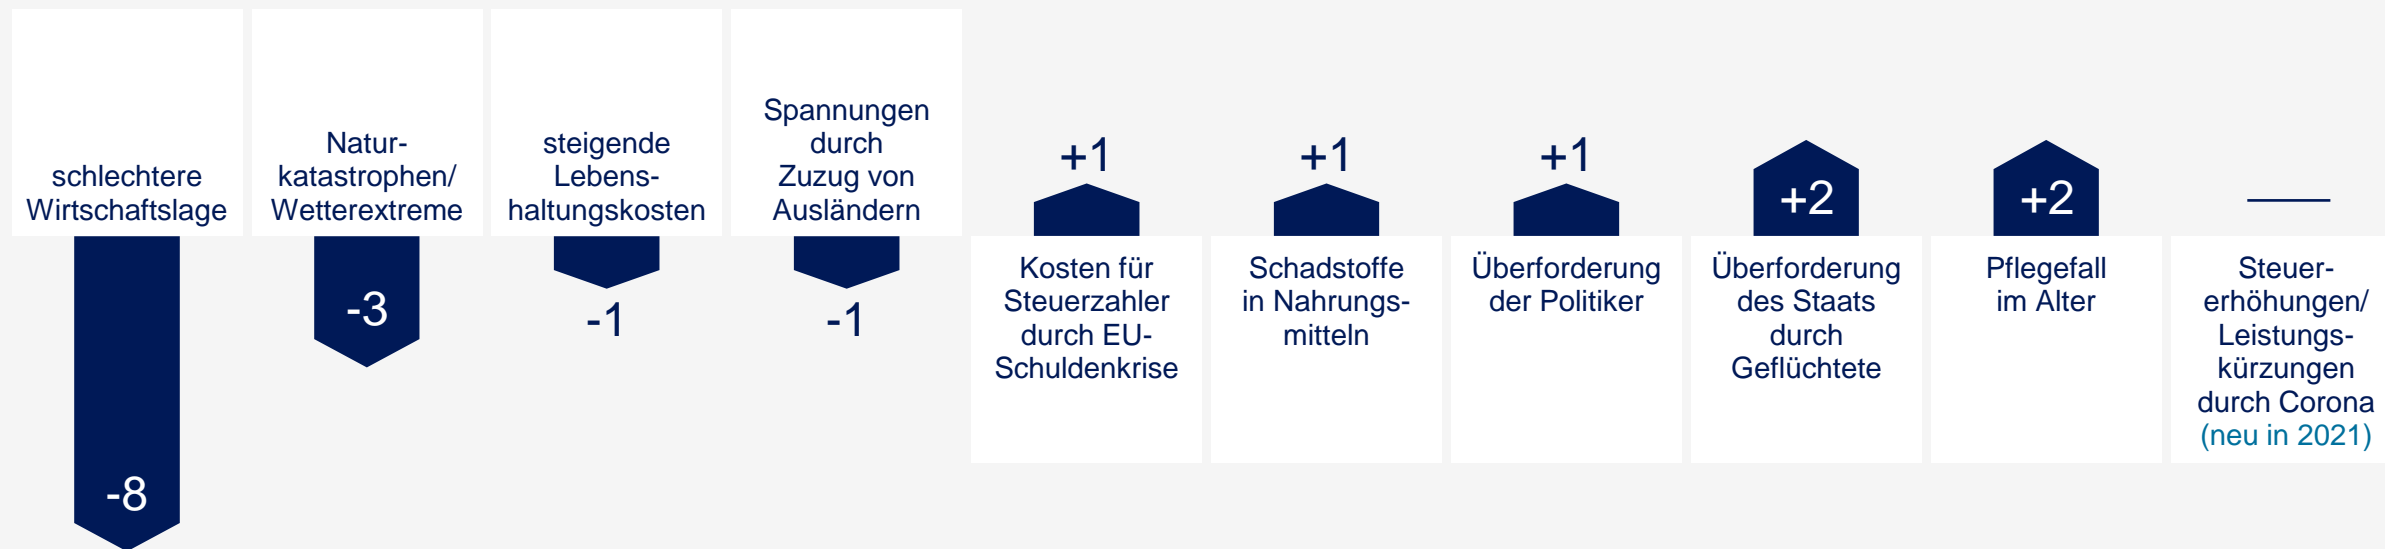 schlechtere
Wirtschaftslage
-8
Natur-
katastrophen/
Wetterextreme
-3
steigende
Lebens-
haltungskosten
-1
Spannungen
durch
Zuzug von
Ausländern
-1
+1
Kosten für
Steuerzahler
durch EU-
Schuldenkrise
+1
Schadstoffe
in Nahrungs-
mitteln
+1
Überforderung
der Politiker
+2
Überforderung
des Staats
durch
Geflüchtete
+2
Pflegefall
im Alter
Steuer-
erhöhungen/
Leistungs-
kürzungen
durch Corona
(neu in 2021)